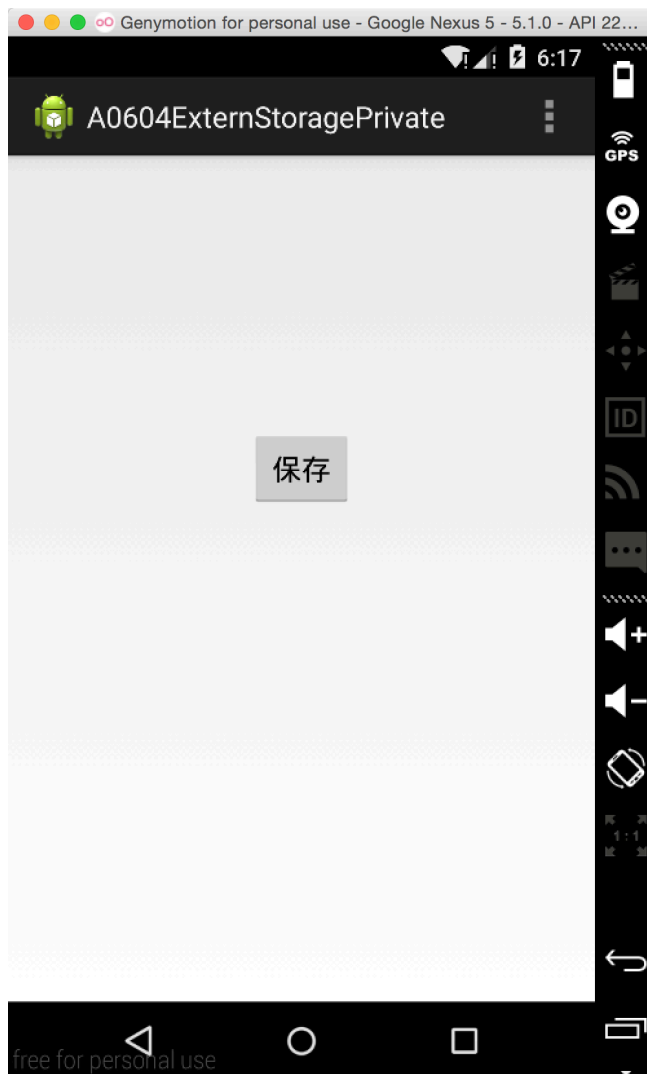 Genymotion for personal use - Google Nexus 5 - 5.1.0 - API 22...
6:17
A0604ExternStoragePrivate
GPS
ID
保存
1:1
free for personal use